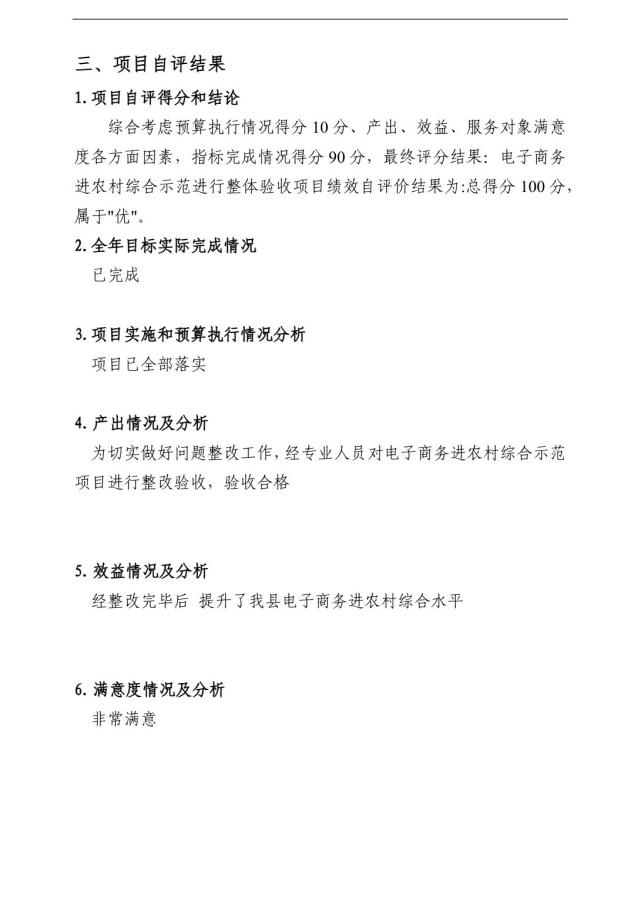 三、项目自评结果
1. 项目自评得分和结论
综合考虑预算执行情况得分 10 分、产出、效益、服务对象满意
度各方面因素，指标完成情况得分 90 分，最终评分结果：电子商务
进农村综合示范进行整体验收项目绩效自评价结果为:总得分 100 分，
属于"优"。
2. 全年目标实际完成情况
已完成
3. 项目实施和预算执行情况分析
项目已全部落实
4. 产出情况及分析
为切实做好问题整改工作，经专业人员对电子商务进农村综合示范
项目进行整改验收，验收合格
5. 效益情况及分析
经整改完毕后 提升了我县电子商务进农村综合水平
6. 满意度情况及分析
非常满意